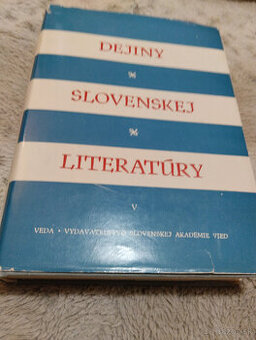 DEJINY
SLOVENSKEJ
LITERATÚRY
V
VEDA • VYDAVATEĽSTVO SLOVENSKEJ AKADÉMIE VIED